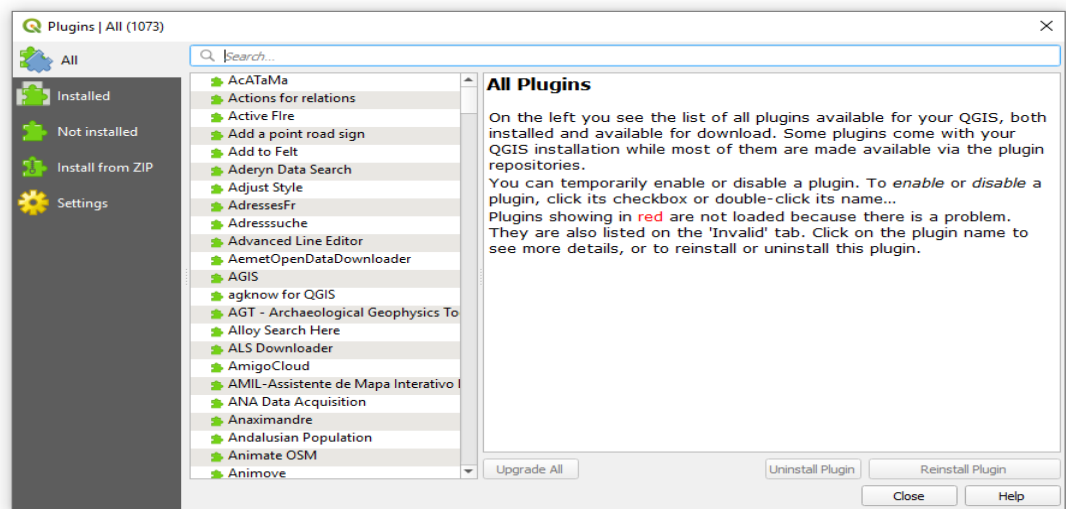 Plugins | All (1073)
All
Installed
Not installed
Install from ZIP
Settings
Search...
AcATaMa
Actions for relations
Active FIre
Add a point road sign
Add to Felt
Aderyn Data Search
Adjust Style
AdressesFr
Adresssuche
Advanced Line Editor
AemetOpenDataDownloader
AGIS
agknow for QGIS
AGT - Archaeological Geophysics To
Alloy Search Here
ALS Downloader
AmigoCloud
AMIL-Assistente de Mapa Interativo I
ANA Data Acquisition
Anaximandre
Andalusian Population
Animate OSM
Animove
All Plugins
On the left you see the list of all plugins available for your QGIS, both
installed and available for download. Some plugins come with your
QGIS installation while most of them are made available via the plugin
repositories.
You can temporarily enable or disable a plugin. To enable or disable a
plugin, click its checkbox or double-click its name...
Plugins showing in red are not loaded because there is a problem.
They are also listed on the 'Invalid' tab. Click on the plugin name to
see more details, or to reinstall or uninstall this plugin.
Upgrade All
Uninstall Plugin
Reinstall Plugin
Close
Help